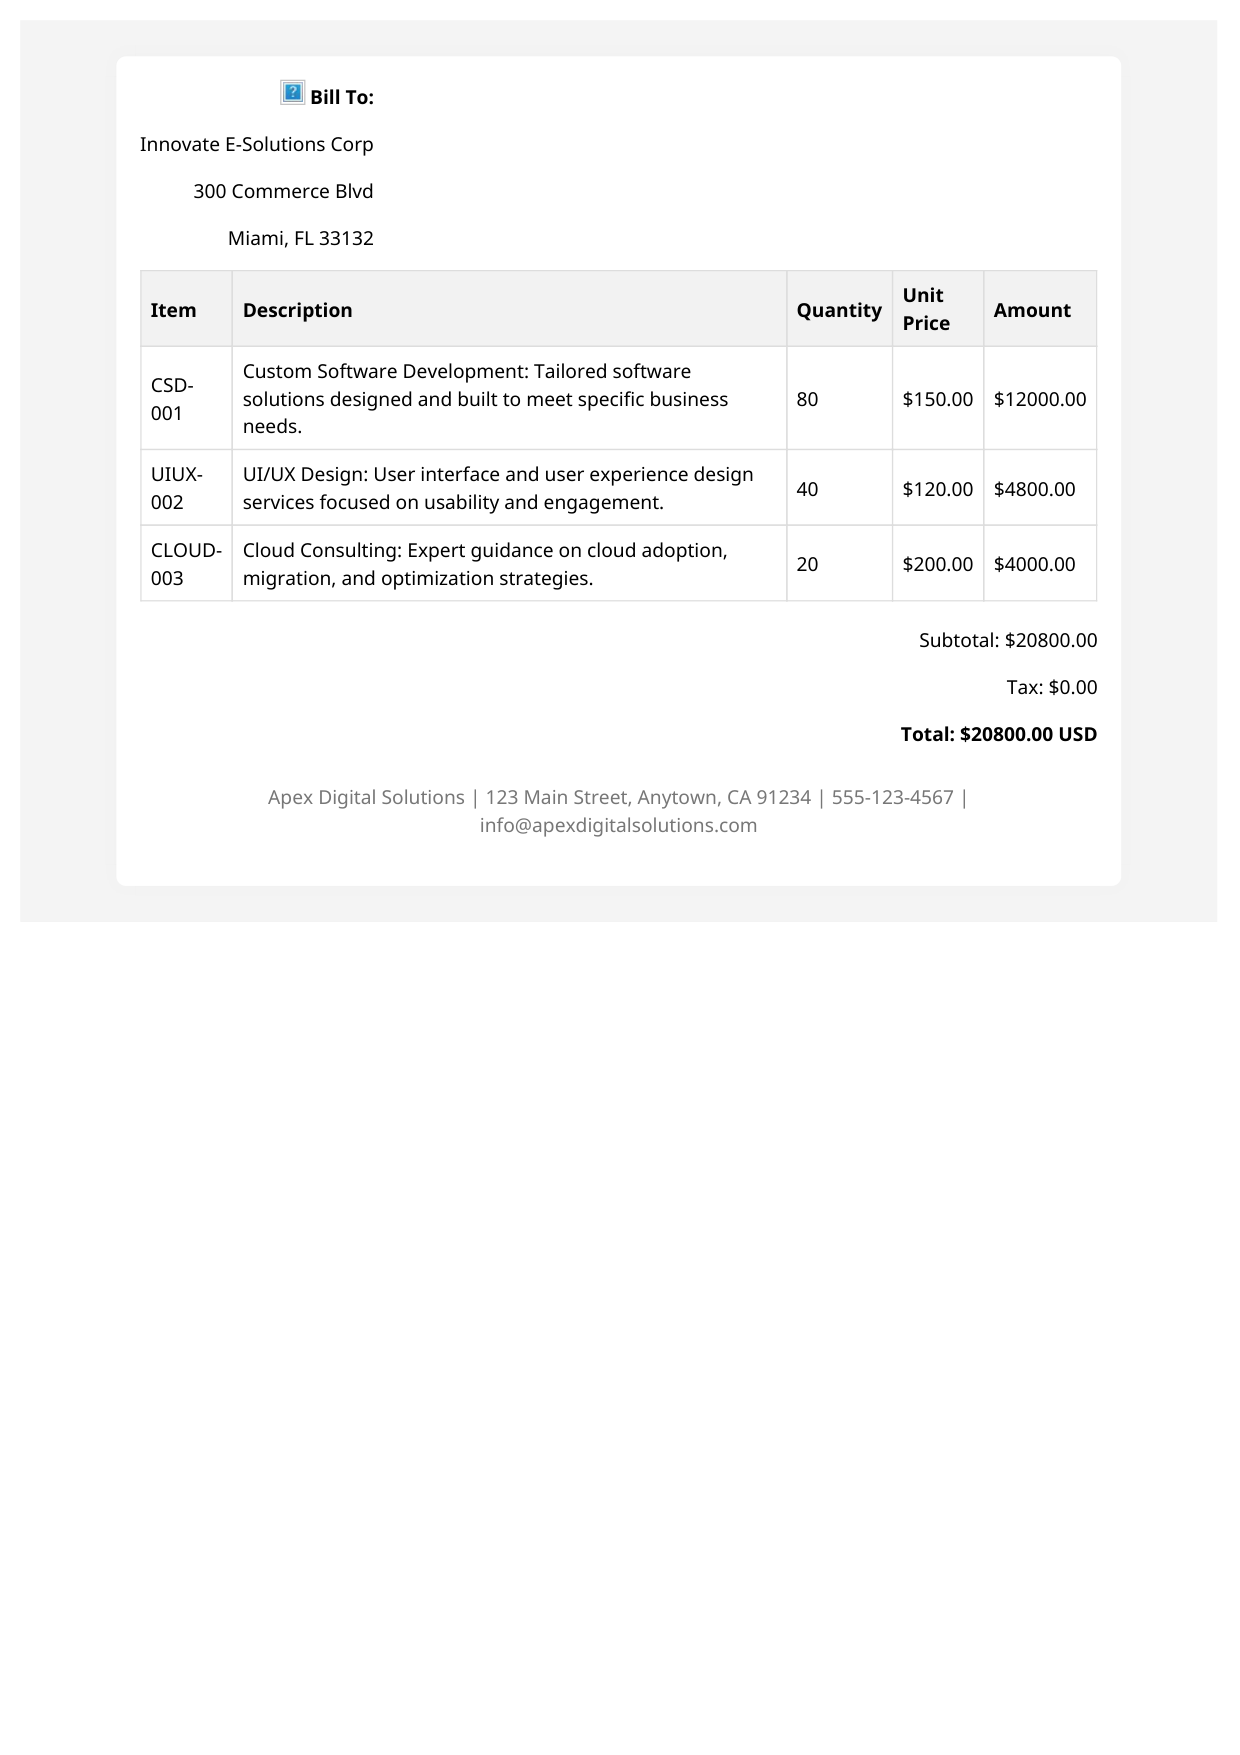 Bill To:
Innovate E-Solutions Corp
300 Commerce Blvd
Miami, FL 33132
Item Description Quantity Unit Price Amount
CSD-001 Custom Software Development: Tailored software solutions designed and built to meet specific business needs. 80 $150.00 $12000.00
UIUX-002 UI/UX Design: User interface and user experience design services focused on usability and engagement. 40 $120.00 $4800.00
CLOUD-003 Cloud Consulting: Expert guidance on cloud adoption, migration, and optimization strategies. 20 $200.00 $4000.00
Subtotal: $20800.00
Tax: $0.00
Total: $20800.00 USD
Apex Digital Solutions | 123 Main Street, Anytown, CA 91234 | 555-123-4567 |
info@apexdigitalsolutions.com